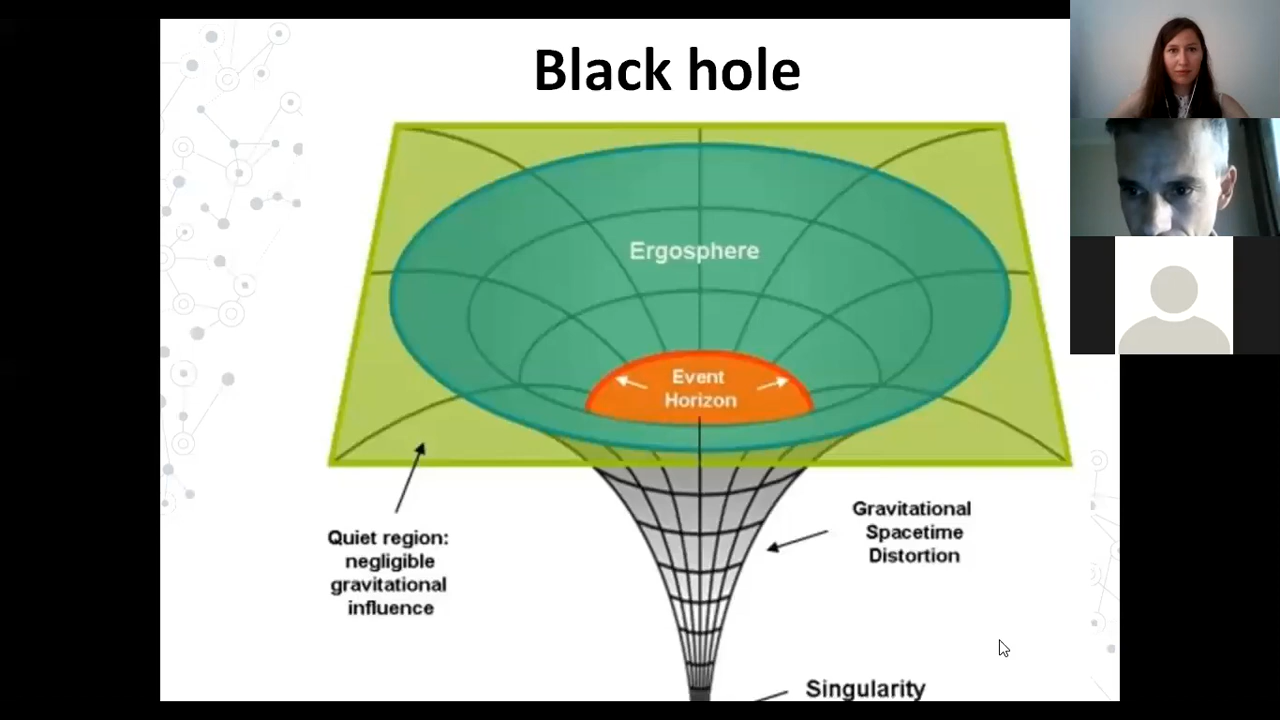 Black hole
Ergosphere
Event
Horizon
Gravitational
Spacetime
Distortion
Quiet region:
negligible
gravitational
influence
Singularity